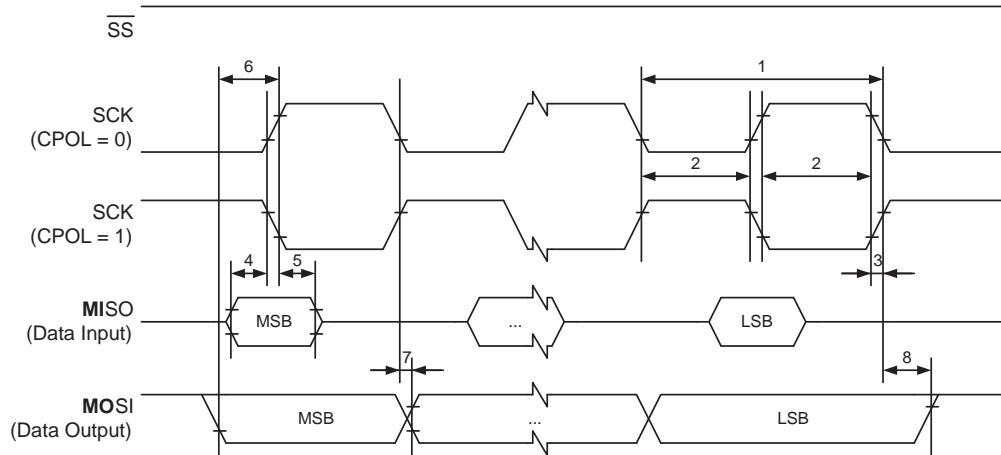 SS
6
1
SCK
(CPOL = 0)
2
2
SCK
(CPOL = 1)
4
5
3
MISO
(Data Input)
MSB
...
LSB
7
8
MOSI
(Data Output)
MSB
...
LSB